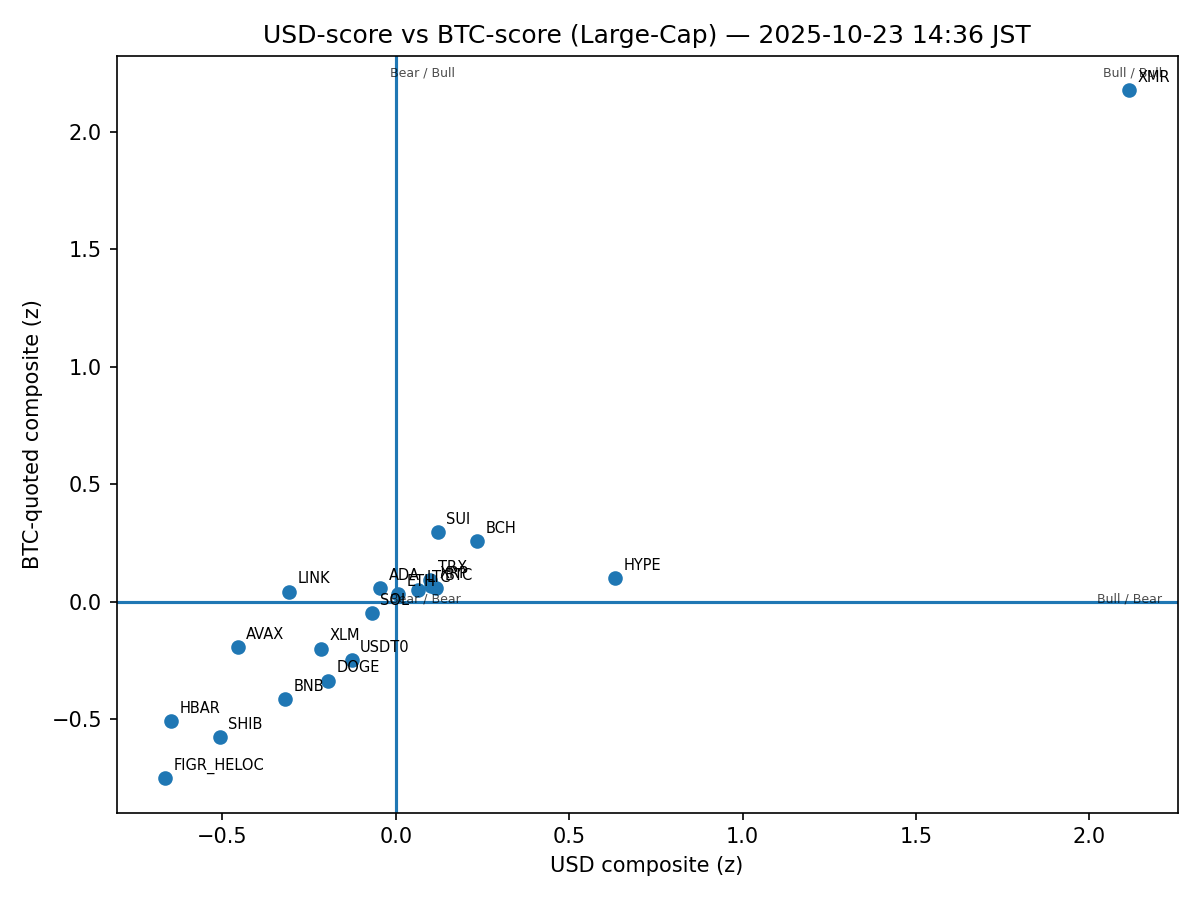 USD-score vs BTC-score (Large-Cap) — 2025-10-23 14:36 JST
Bear / Bull
Bull / Bull
XMR
2.0
1.5
1.0
0.5
0.0
−0.5
BTC-quoted composite (z)
SUI
BCH
HYPE
TRX
XRP
BTC
LTC
ETH
ADA
LINK
SOL
Bear / Bear
Bull / Bear
AVAX
XLM
USDT0
DOGE
BNB
HBAR
SHIB
FIGR_HELOC
−0.5
0.0
0.5
1.0
1.5
2.0
USD composite (z)